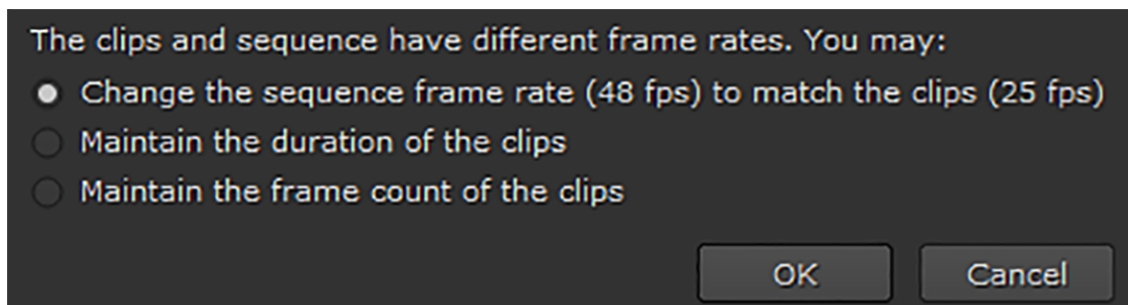 The clips and sequence have different frame rates. You may:
Change the sequence frame rate (48 fps) to match the clips (25 fps)
Maintain the duration of the clips
Maintain the frame count of the clips
OK Cancel